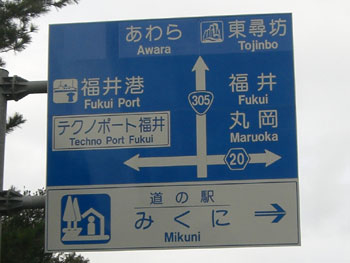 あわら
Awara
東尋坊
Tojinbo
福井港
Fukui Port
305
福井
Fukui
テクノポート福井
Techno Port Fukui
丸岡
Maruoka
20
道の駅
みくに
Mikuni